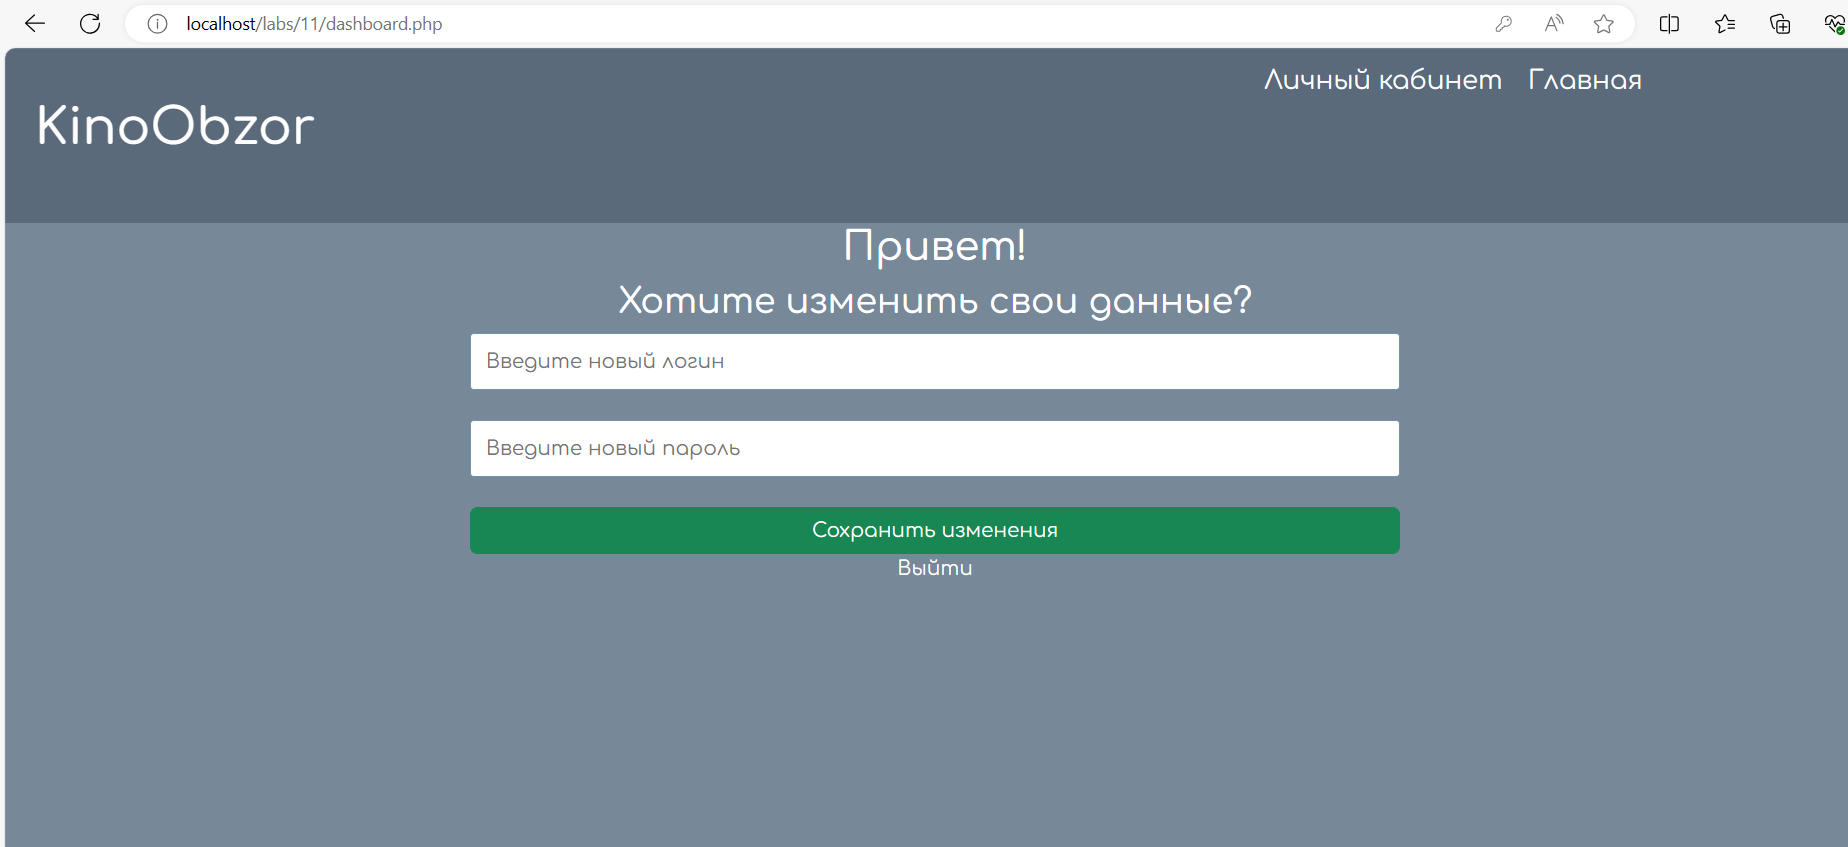 localhost/labs/11/dashboard.php
Личный кабинет Главная
KinoObzor
Привет!
Хотите изменить свои данные?
Введите новый логин
Введите новый пароль
Сохранить изменения
Выйти